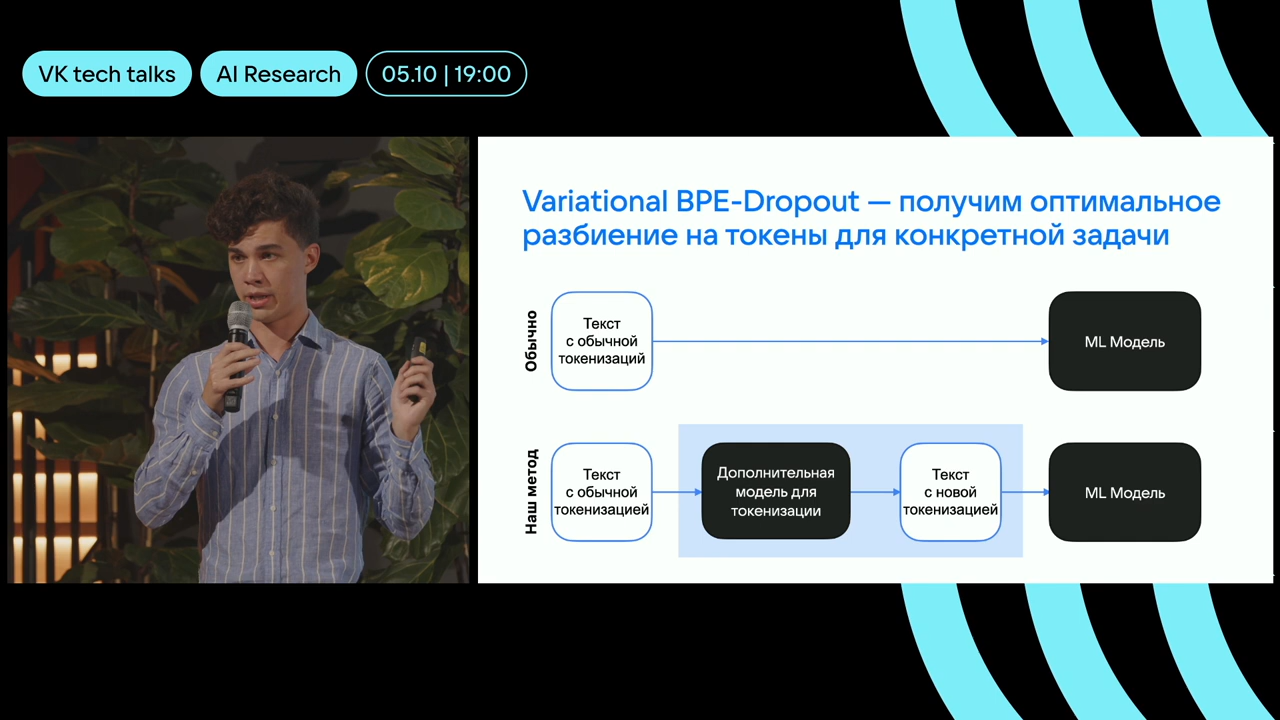 VK tech talks
AI Research
05.10 | 19:00
Variational BPE-Dropout — получим оптимальное
разбиение на токены для конкретной задачи
Обычно
Текст
с обычной
токенизаций
ML Модель
Наш метод
Текст
с обычной
токенизацией
Дополнительная
модель для
токенизации
Текст
с новой
токенизацией
ML Модель